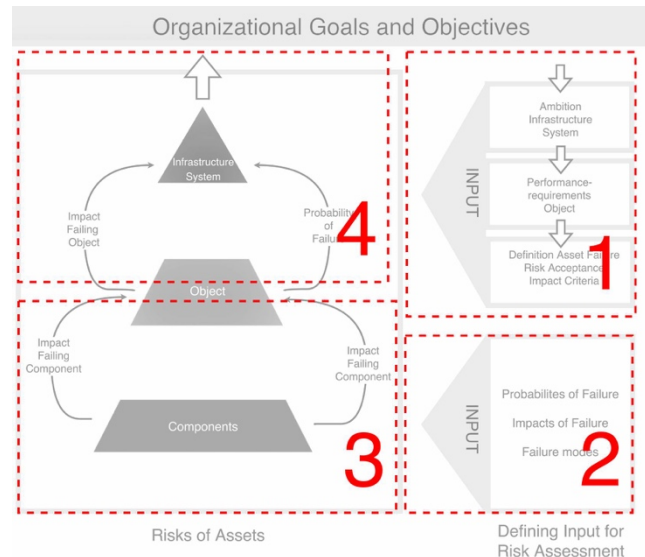 Organizational Goals and Objectives
Infrastructure
System
Impact
Failing
Object
Probability
of
Failure
4
Object
Impact
Failing
Component
Impact
Failing
Component
Components
3
Risks of Assets
INPUT
Ambition
Infrastructure
System
Performance-
requirements
Object
Definition Asset Failure
Risk Acceptance
Impact Criteria
1
INPUT
Probabilites of Failure
Impacts of Failure
Failure modes
2
Defining Input for
Risk Assessment